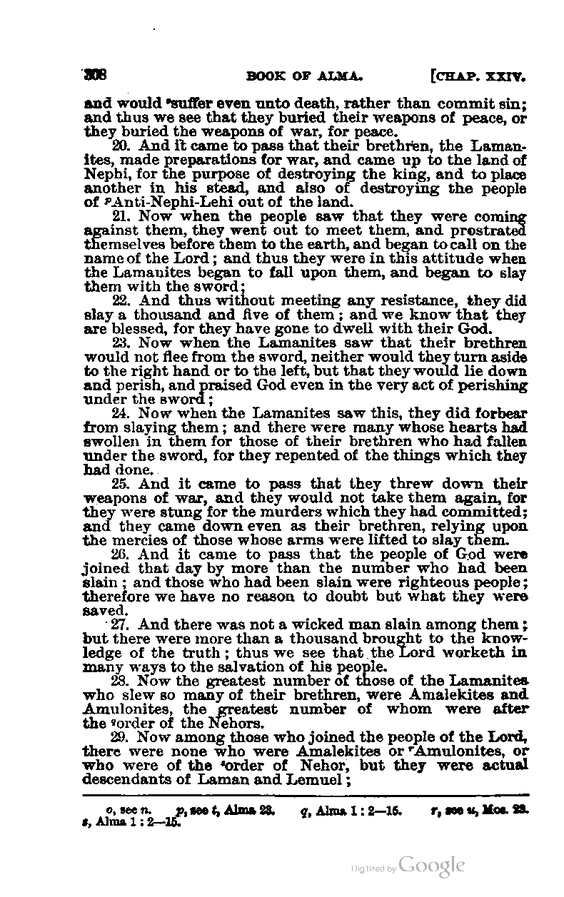 308 BOOK OF ALMA. [CHAP. XXIV.
and would °suffer even unto death, rather than commit sin;
and thus we see that they buried their weapons of peace, or
they buried the weapons of war, for peace.
20. And it came to pass that their brethren, the Laman-
ites, made preparations for war, and came up to the land of
Nephi, for the purpose of destroying the king, and to place
another in his stead, and also of destroying the people
of ᵖAnti-Nephi-Lehi out of the land.
21. Now when the people saw that they were coming
against them, they went out to meet them, and prostrated
themselves before them to the earth, and began to call on the
name of the Lord; and thus they were in this attitude when
the Lamanites began to fall upon them, and began to slay
them with the sword;
22. And thus without meeting any resistance, they did
slay a thousand and five of them; and we know that they
are blessed, for they have gone to dwell with their God.
23. Now when the Lamanites saw that their brethren
would not flee from the sword, neither would they turn aside
to the right hand or to the left, but that they would lie down
and perish, and praised God even in the very act of perishing
under the sword;
24. Now when the Lamanites saw this, they did forbear
from slaying them; and there were many whose hearts had
swollen in them for those of their brethren who had fallen
under the sword, for they repented of the things which they
had done.
25. And it came to pass that they threw down their
weapons of war, and they would not take them again, for
they were stung for the murders which they had committed;
and they came down even as their brethren, relying upon
the mercies of those whose arms were lifted to slay them.
26. And it came to pass that the people of God were
joined that day by more than the number who had been
slain; and those who had been slain were righteous people;
therefore we have no reason to doubt but what they were
saved.
27. And there was not a wicked man slain among them;
but there were more than a thousand brought to the know-
ledge of the truth; thus we see that the Lord worketh in
many ways to the salvation of his people.
28. Now the greatest number of those of the Lamanites
who slew so many of their brethren, were Amalekites and
Amulonites, the greatest number of whom were after
the ᑫorder of the Nehors.
29. Now among those who joined the people of the Lord,
there were none who were Amalekites or ʳAmulonites, or
who were of the ˢorder of Nehor, but they were actual
descendants of Laman and Lemuel;
o, see n. p, see t, Alma 23. q, Alma 1 : 2—15. r, see u, Mos. 23.
s, Alma 1 : 2—15.
Digitized by Google